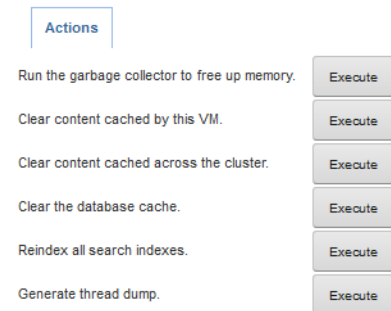 Actions
Run the garbage collector to free up memory. Execute
Clear content cached by this VM. Execute
Clear content cached across the cluster. Execute
Clear the database cache. Execute
Reindex all search indexes. Execute
Generate thread dump. Execute